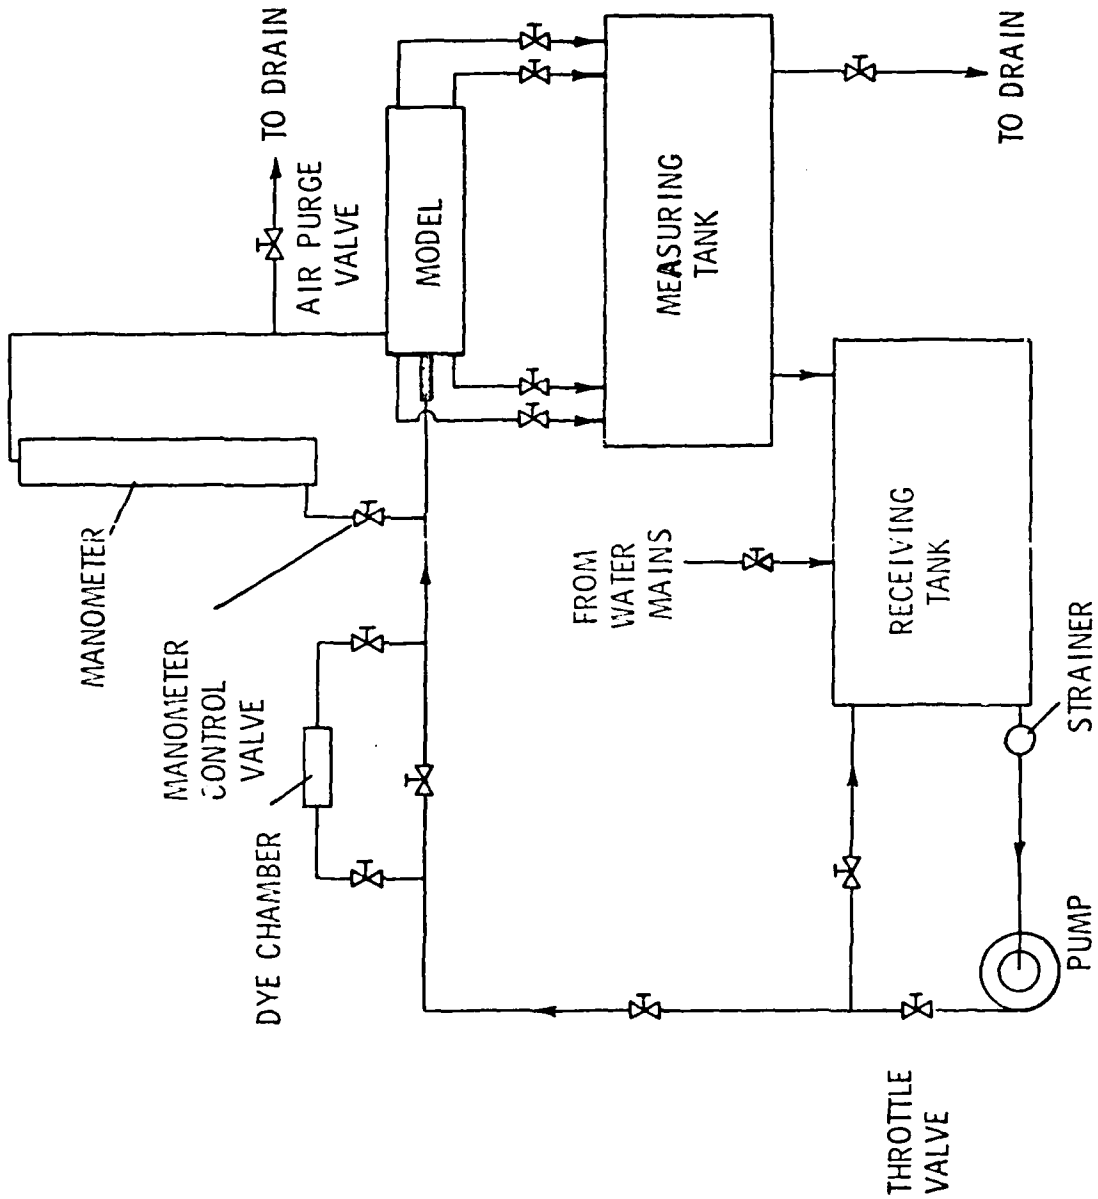 TO DRAIN
AIR PURGE
VALVE
MODEL
MANOMETER
MANOMETER
CONTROL
VALVE
DYE CHAMBER
MEASURING
TANK
TO DRAIN
FROM
WATER
MAINS
RECEIVING
TANK
STRAINER
PUMP
THROTTLE
VALVE